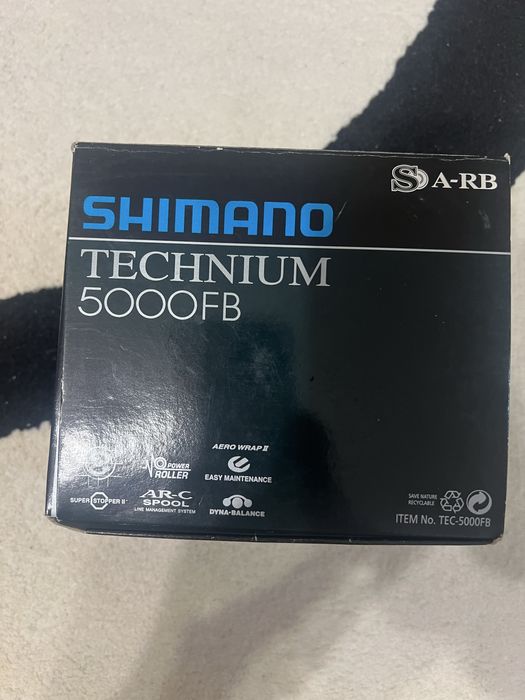 S A-RB
SHIMANO
TECHNIUM
5000FB
AERO WRAP II
POWER ROLLER
EASY MAINTENANCE
SUPER STOPPER II
AR-C SPOOL
LINE MANAGEMENT SYSTEM
DYNA-BALANCE
SAVE NATURE
RECYCLABLE
ITEM No. TEC-5000FB